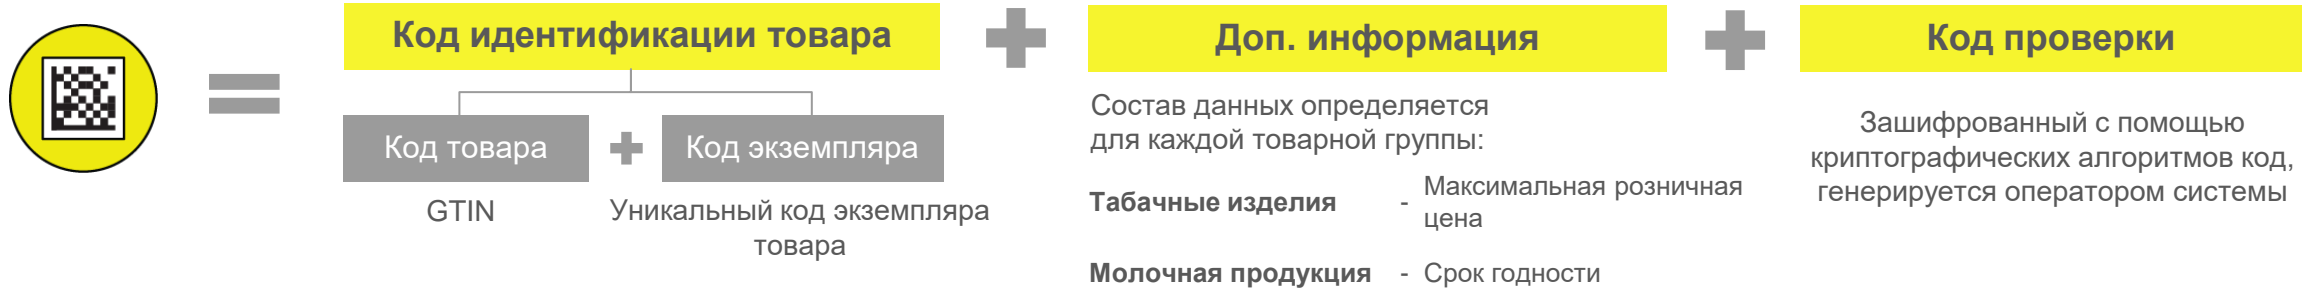 Код идентификации товара
Код товара
Код экземпляра
GTIN
Уникальный код экземпляра
товара
Доп. информация
Состав данных определяется
для каждой товарной группы:
Табачные изделия - Максимальная розничная
цена
Молочная продукция - Срок годности
Код проверки
Зашифрованный с помощью
криптографических алгоритмов код,
генерируется оператором системы